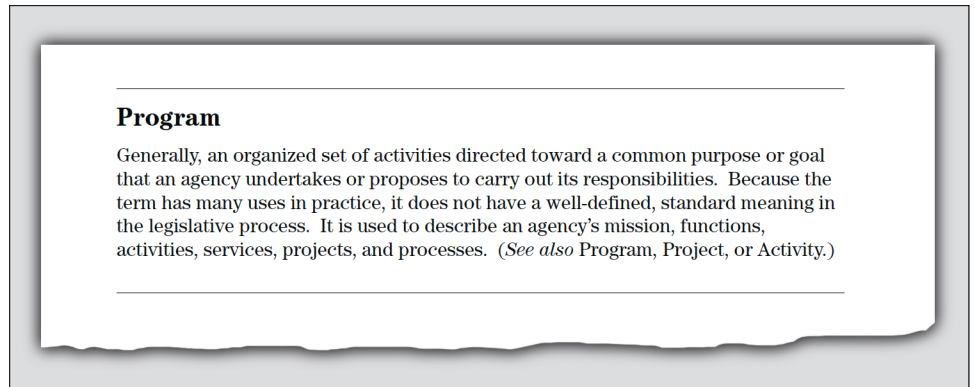 Program
Generally, an organized set of activities directed toward a common purpose or goal
that an agency undertakes or proposes to carry out its responsibilities.  Because the
term has many uses in practice, it does not have a well-defined, standard meaning in
the legislative process.  It is used to describe an agency’s mission, functions,
activities, services, projects, and processes.  (See also Program, Project, or Activity.)